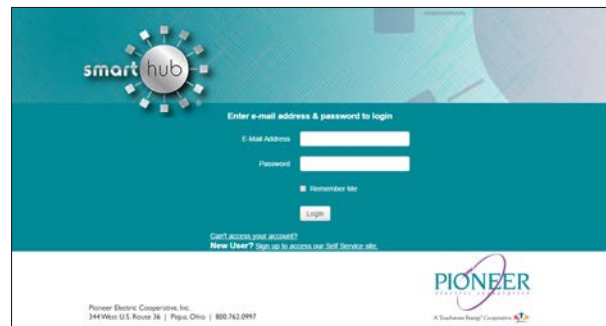 smart hub
Enter e-mail address & password to login
E-Mail Address
Password
Remember Me
Login
Can't access your account?
New User? Sign up to access our Self Service site.
PIONEER
electric cooperative
A Touchstone Energy® Cooperative
Pioneer Electric Cooperative, Inc.
344 West U.S. Route 36 | Piqua, Ohio | 800.762.0997